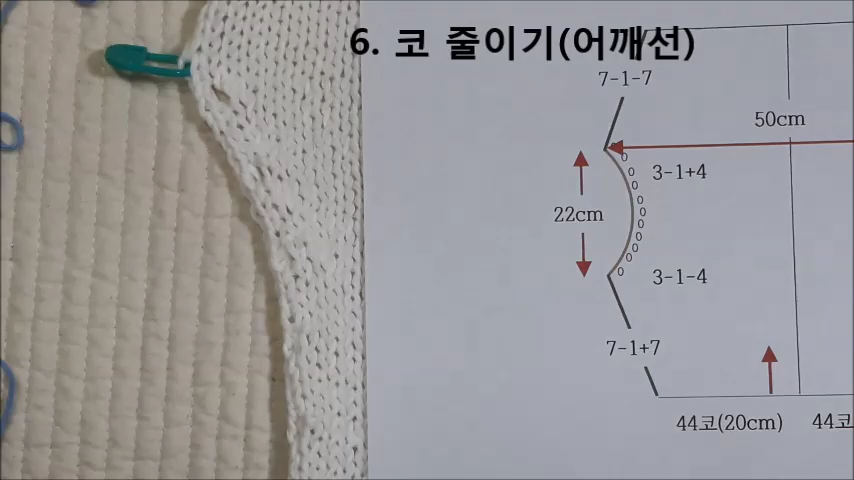 6. 코 줄이기(어깨선)
7-1-7
50cm
3-1+4
22cm
3-1-4
7-1+7
44코(20cm) 44코